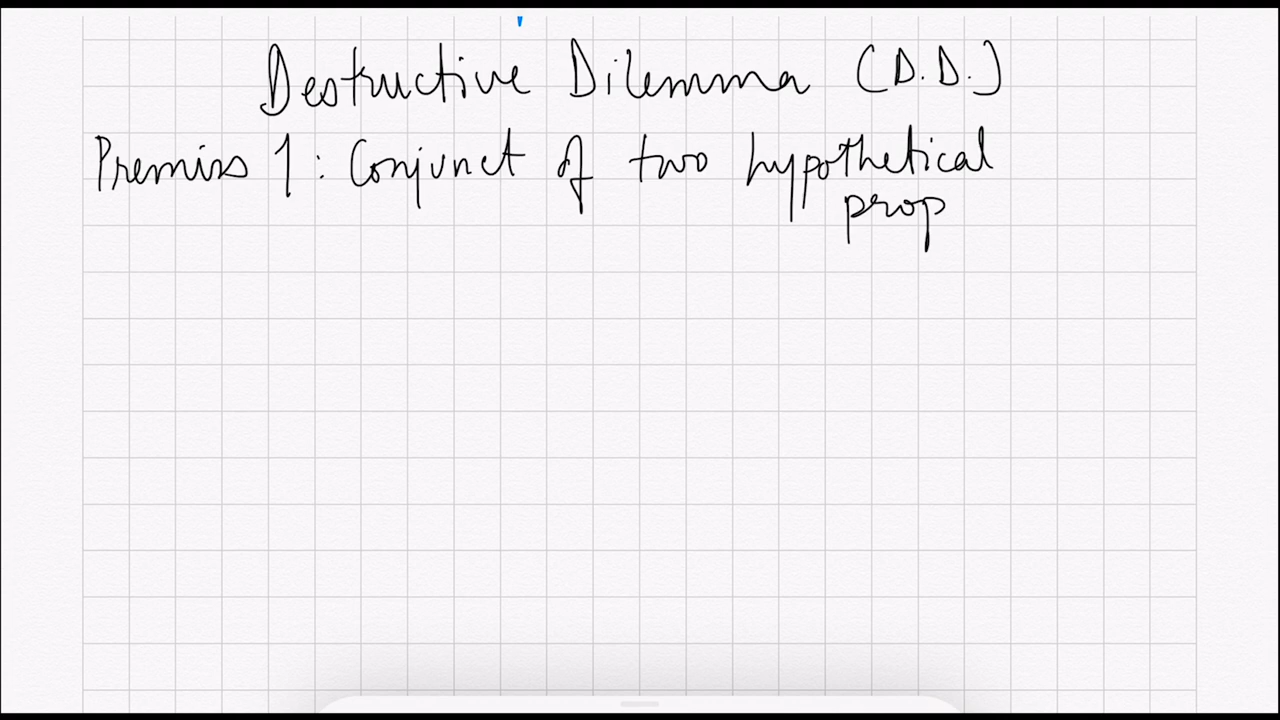 Destructive Dilemma (D.D.)
Premiss 1: Conjunct of two hypothetical
prop